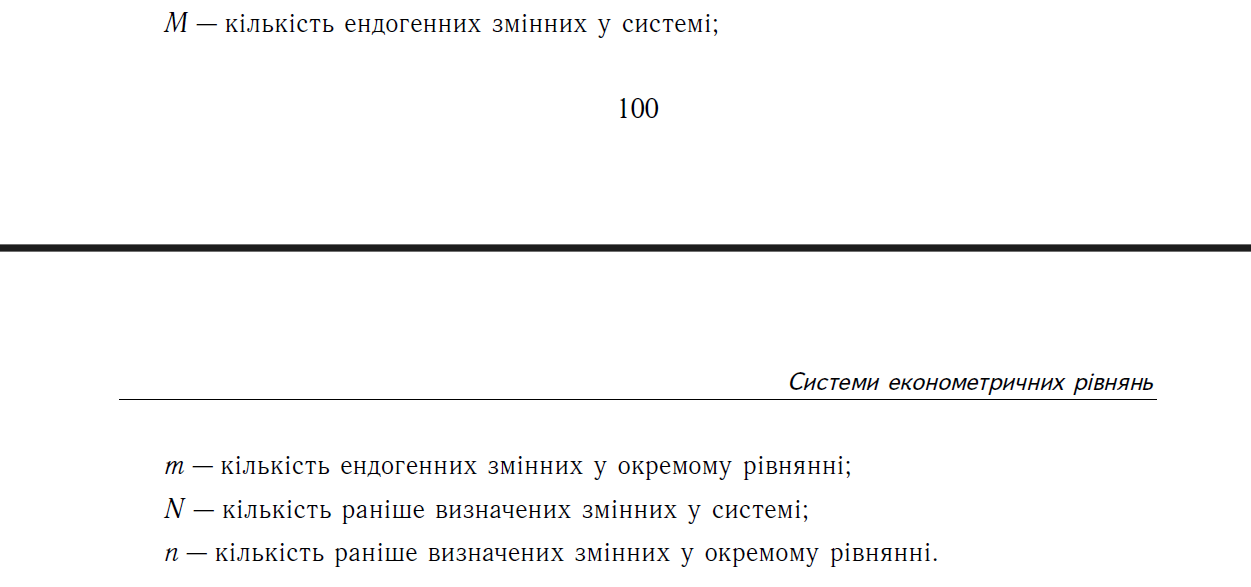 M — кількість ендогенних змінних у системі;
100
Системи економетричних рівнянь
m — кількість ендогенних змінних у окремому рівнянні;
N — кількість раніше визначених змінних у системі;
n — кількість раніше визначених змінних у окремому рівнянні.